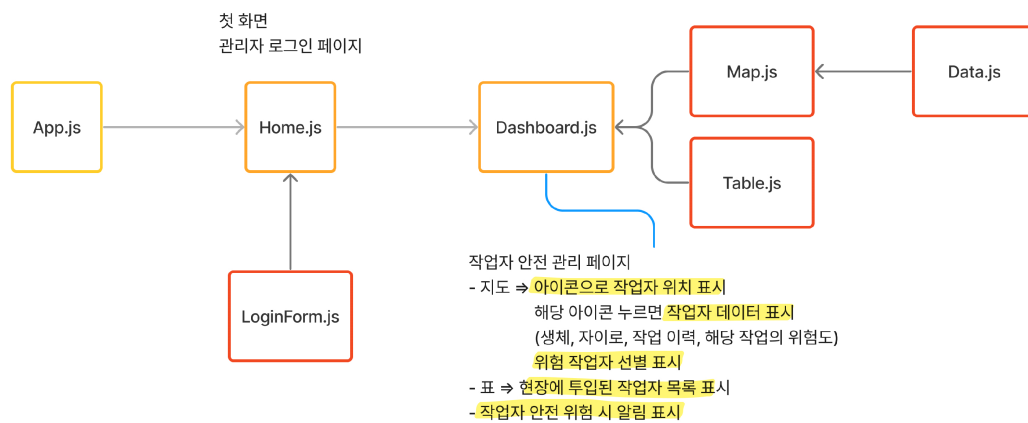 첫 화면
관리자 로그인 페이지
App.js
Home.js
Dashboard.js
Map.js
Data.js
Table.js
LoginForm.js
작업자 안전 관리 페이지
- 지도 ⇒ 아이콘으로 작업자 위치 표시
해당 아이콘 누르면 작업자 데이터 표시
(생체, 자이로, 작업 이력, 해당 작업의 위험도)
위험 작업자 선별 표시
- 표 ⇒ 현장에 투입된 작업자 목록 표시
- 작업자 안전 위험 시 알림 표시